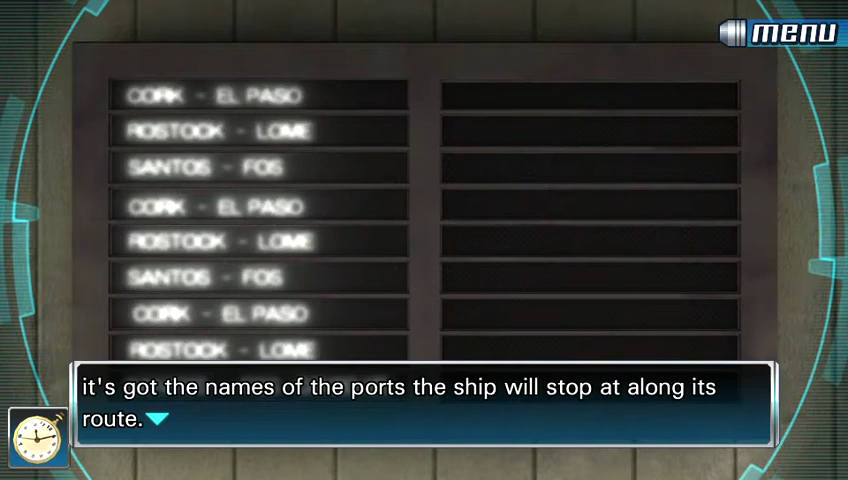 menu
CORK - EL PASO
ROSTOCK - LOME
SANTOS - FOS
CORK - EL PASO
ROSTOCK - LOME
SANTOS - FOS
CORK - EL PASO
ROSTOCK - LOME
it's got the names of the ports the ship will stop at along its
route.